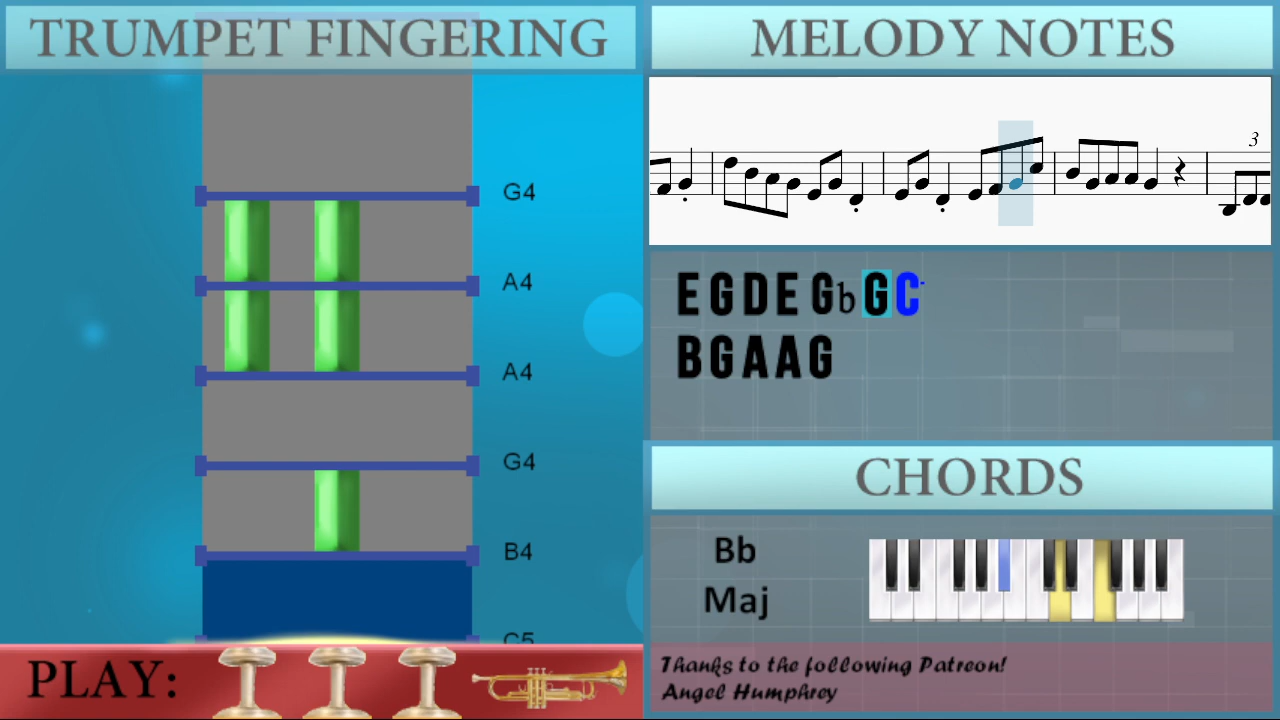 TRUMPET FINGERING
MELODY NOTES
3
G4
A4
A4
G4
B4
C5
E G D E Gb G C
B G A A G
CHORDS
Bb
Maj
PLAY:
Thanks to the following Patreon!
Angel Humphrey